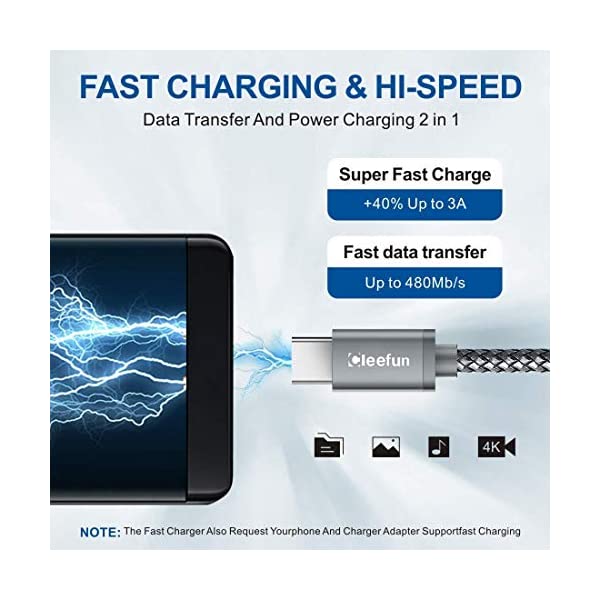 FAST CHARGING & HI-SPEED
Data Transfer And Power Charging 2 in 1
Super Fast Charge
+40% Up to 3A
Fast data transfer
Up to 480Mb/s
Cleefun
4K
NOTE: The Fast Charger Also Request Yourphone And Charger Adapter Supportfast Charging